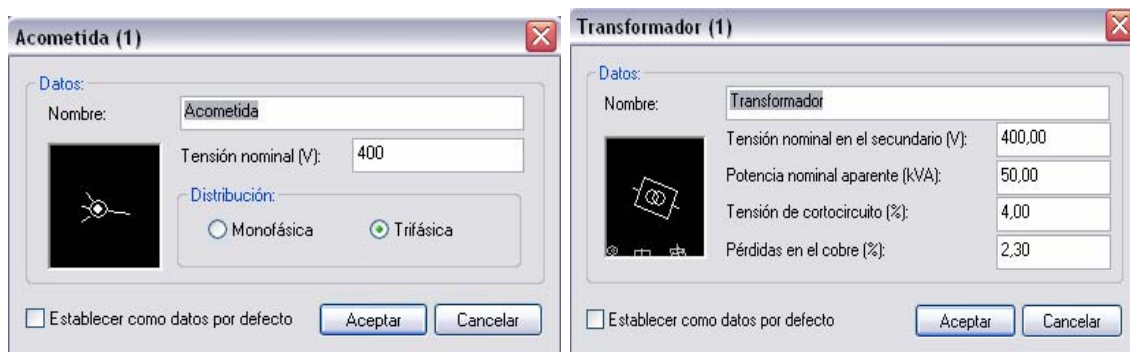 Acometida (1)
Datos:
Nombre:
Acometida
Tensión nominal (V):
400
Distribución:
Monofásica
Trifásica
Establecer como datos por defecto
Aceptar
Cancelar
Transformador (1)
Datos:
Nombre:
Transformador
Tensión nominal en el secundario (V):
400,00
Potencia nominal aparente (kVA):
50,00
Tensión de cortocircuito (%):
4,00
Pérdidas en el cobre (%):
2,30
Establecer como datos por defecto
Aceptar
Cancelar